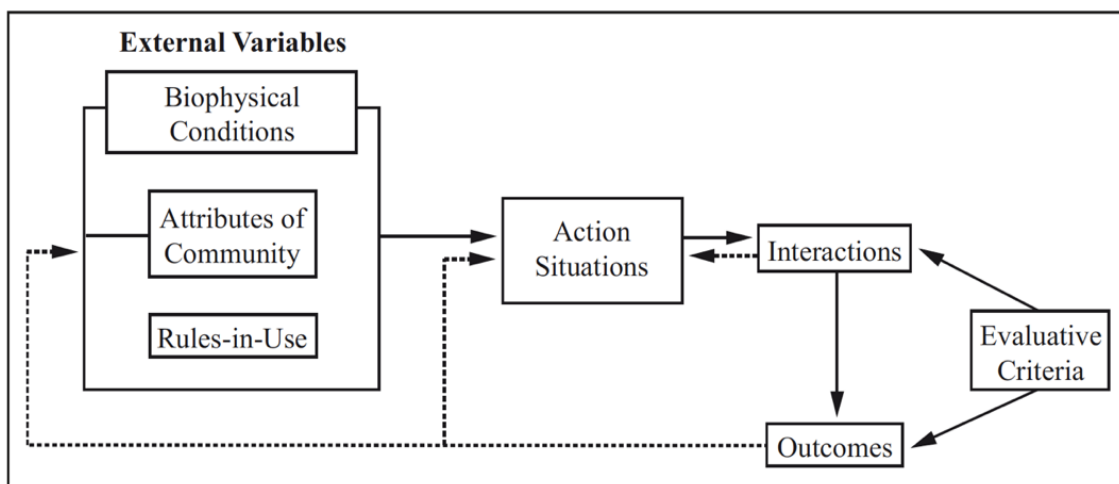 External Variables
Biophysical
Conditions
Attributes of
Community
Rules-in-Use
Action
Situations
Interactions
Evaluative
Criteria
Outcomes